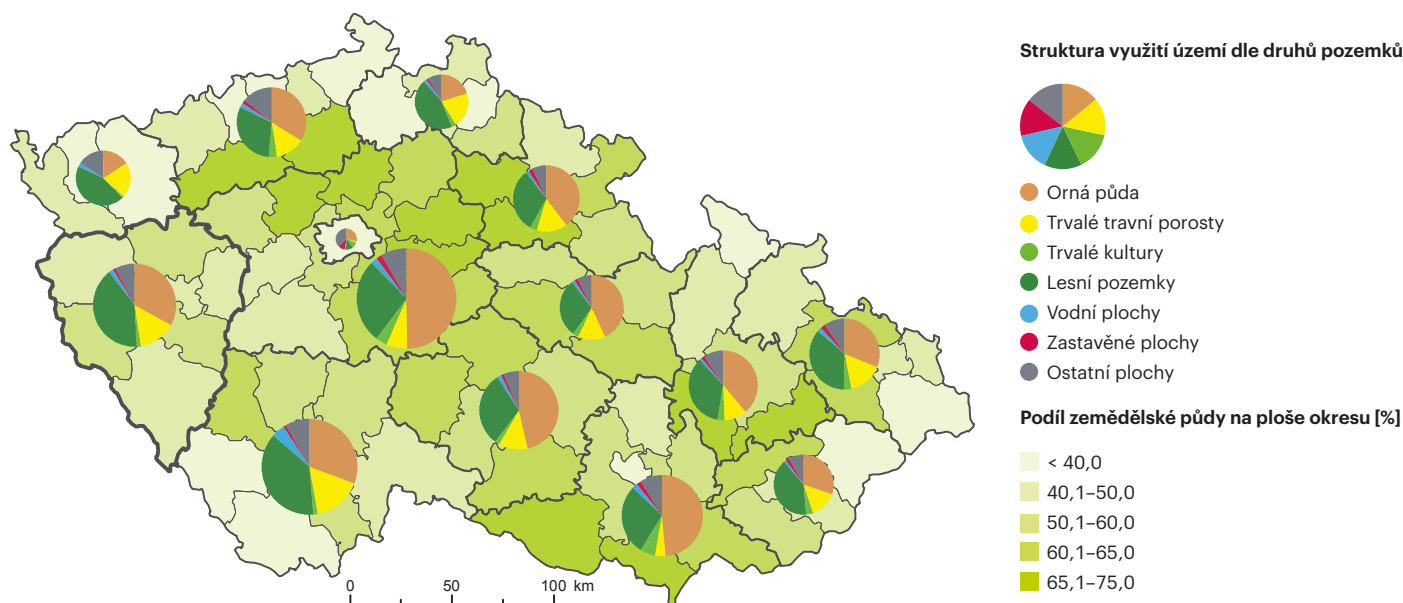 Struktura využití území dle druhů pozemků
Orná půda
Trvalé travní porosty
Trvalé kultury
Lesní pozemky
Vodní plochy
Zastavěné plochy
Ostatní plochy
Podíl zemědělské půdy na ploše okresu [%]
< 40,0
40,1–50,0
50,1–60,0
60,1–65,0
65,1–75,0
0 50 100 km